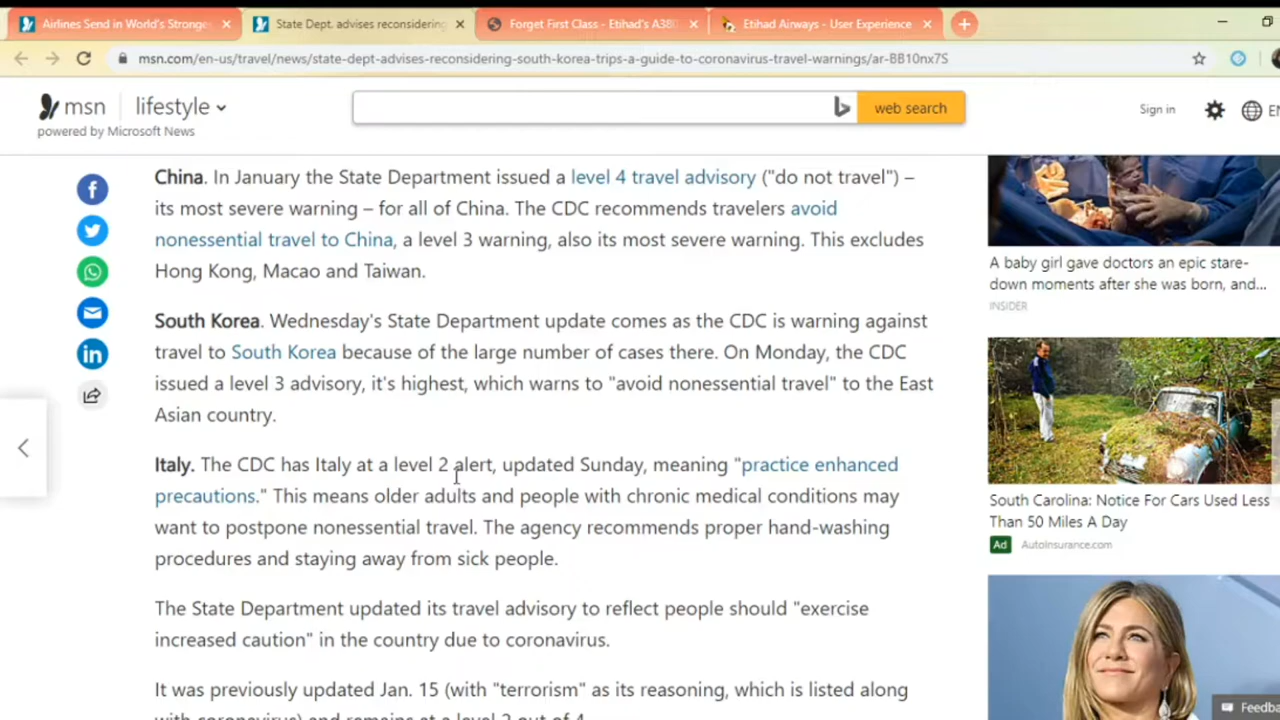 Airlines Send in World's Stronge
State Dept. advises reconsidering
Forget First Class - Etihad's A380
Etihad Airways - User Experience
msn.com/en-us/travel/news/state-dept-advises-reconsidering-south-korea-trips-a-guide-to-coronavirus-travel-warnings/ar-BB10nx7S
msn
lifestyle
powered by Microsoft News
web search
Sign in
EN
China. In January the State Department issued a level 4 travel advisory ("do not travel") –
its most severe warning – for all of China. The CDC recommends travelers avoid
nonessential travel to China, a level 3 warning, also its most severe warning. This excludes
Hong Kong, Macao and Taiwan.
South Korea. Wednesday's State Department update comes as the CDC is warning against
travel to South Korea because of the large number of cases there. On Monday, the CDC
issued a level 3 advisory, it's highest, which warns to "avoid nonessential travel" to the East
Asian country.
Italy. The CDC has Italy at a level 2 alert, updated Sunday, meaning "practice enhanced
precautions." This means older adults and people with chronic medical conditions may
want to postpone nonessential travel. The agency recommends proper hand-washing
procedures and staying away from sick people.
The State Department updated its travel advisory to reflect people should "exercise
increased caution" in the country due to coronavirus.
It was previously updated Jan. 15 (with "terrorism" as its reasoning, which is listed along
with coronavirus) and remains at a level 2 out of 4.
A baby girl gave doctors an epic stare-
down moments after she was born, and...
INSIDER
South Carolina: Notice For Cars Used Less
Than 50 Miles A Day
Ad AutoInsurance.com
Feedba